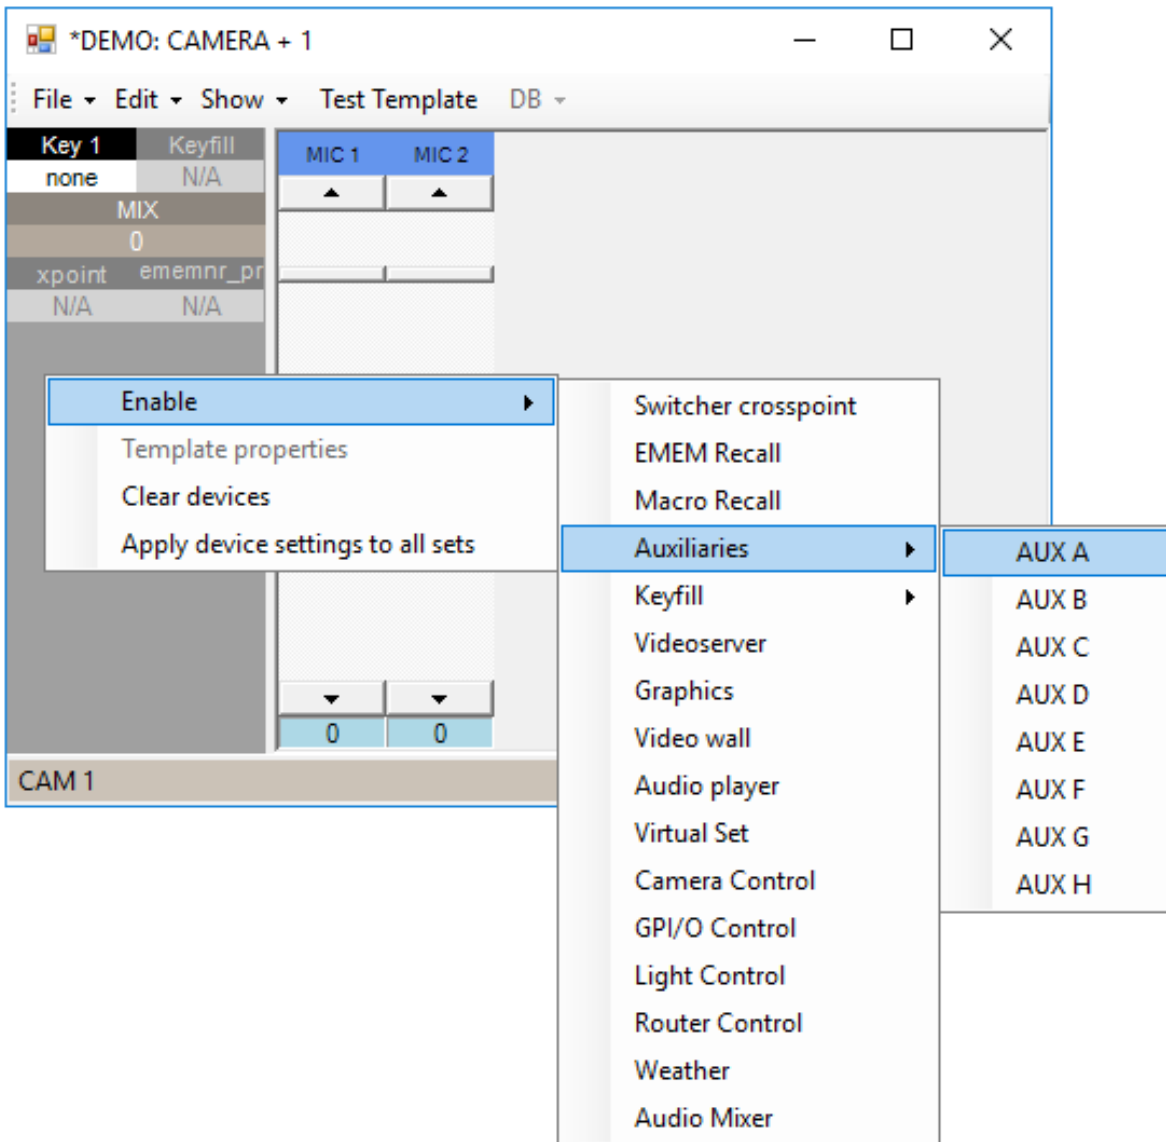 *DEMO: CAMERA + 1
File Edit Show Test Template DB
Key 1 Keyfill MIC 1 MIC 2
none N/A
MIX
0
xpoint ememnr_pr
N/A N/A
Enable
Template properties
Clear devices
Apply device settings to all sets
Switcher crosspoint
EMEM Recall
Macro Recall
Auxiliaries
Keyfill
Videoserver
Graphics
Video wall
Audio player
Virtual Set
Camera Control
GPI/O Control
Light Control
Router Control
Weather
Audio Mixer
AUX A
AUX B
AUX C
AUX D
AUX E
AUX F
AUX G
AUX H
0 0
CAM 1